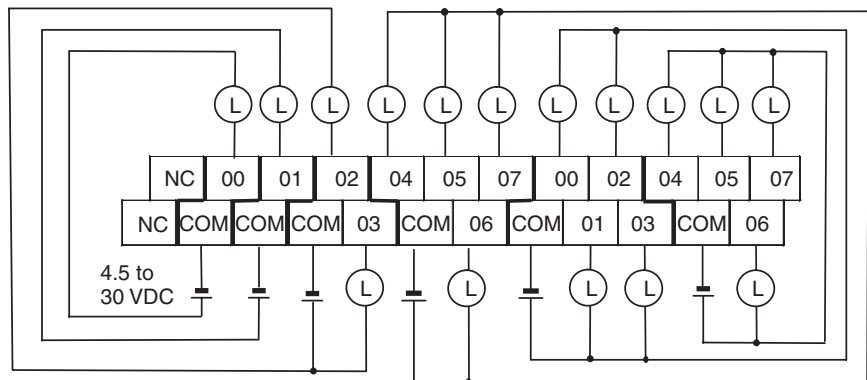 L L L L L L L L L L L
NC 00 01 02 04 05 07 00 02 04 05 07
NC COM COM COM 03 COM 06 COM 01 03 COM 06
4.5 to
30 VDC
L L L L L